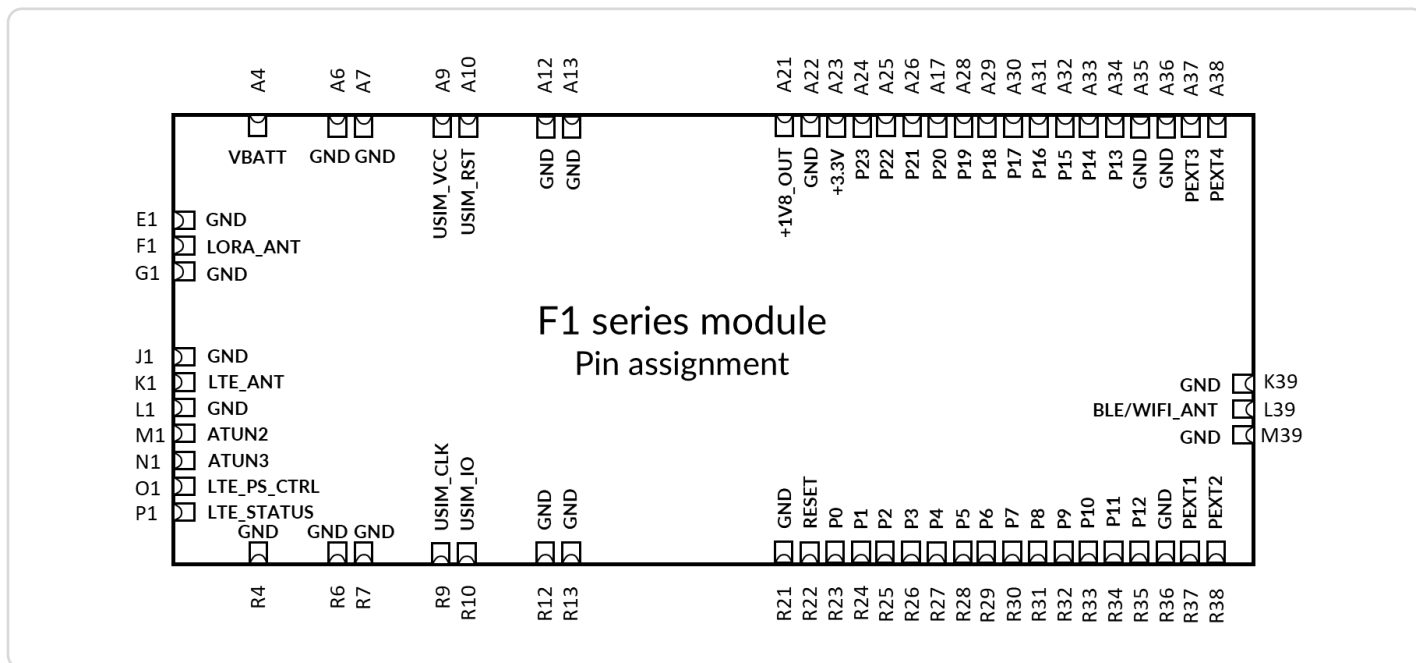 A4 A6 A7 A9 A10 A12 A13 A21 A22 A23 A24 A25 A26 A17 A28 A29 A30 A31 A32 A33 A34 A35 A36 A37 A38
VBATT GND GND USIM_VCC USIM_RST GND GND +1V8_OUT GND +3.3V P23 P22 P21 P20 P19 P18 P17 P16 P15 P14 P13 GND GND PEXT3 PEXT4
E1 GND
F1 LORA_ANT
G1 GND
F1 series module
Pin assignment
J1 GND
K1 LTE_ANT
L1 GND
M1 ATUN2
N1 ATUN3
O1 LTE_PS_CTRL
P1 LTE_STATUS
GND K39
BLE/WIFI_ANT L39
GND M39
GND GND GND USIM_CLK USIM_IO GND GND GND RESET P0 P1 P2 P3 P4 P5 P6 P7 P8 P9 P10 P11 P12 GND PEXT1 PEXT2
R4 R6 R7 R9 R10 R12 R13 R21 R22 R23 R24 R25 R26 R27 R28 R29 R30 R31 R32 R33 R34 R35 R36 R37 R38